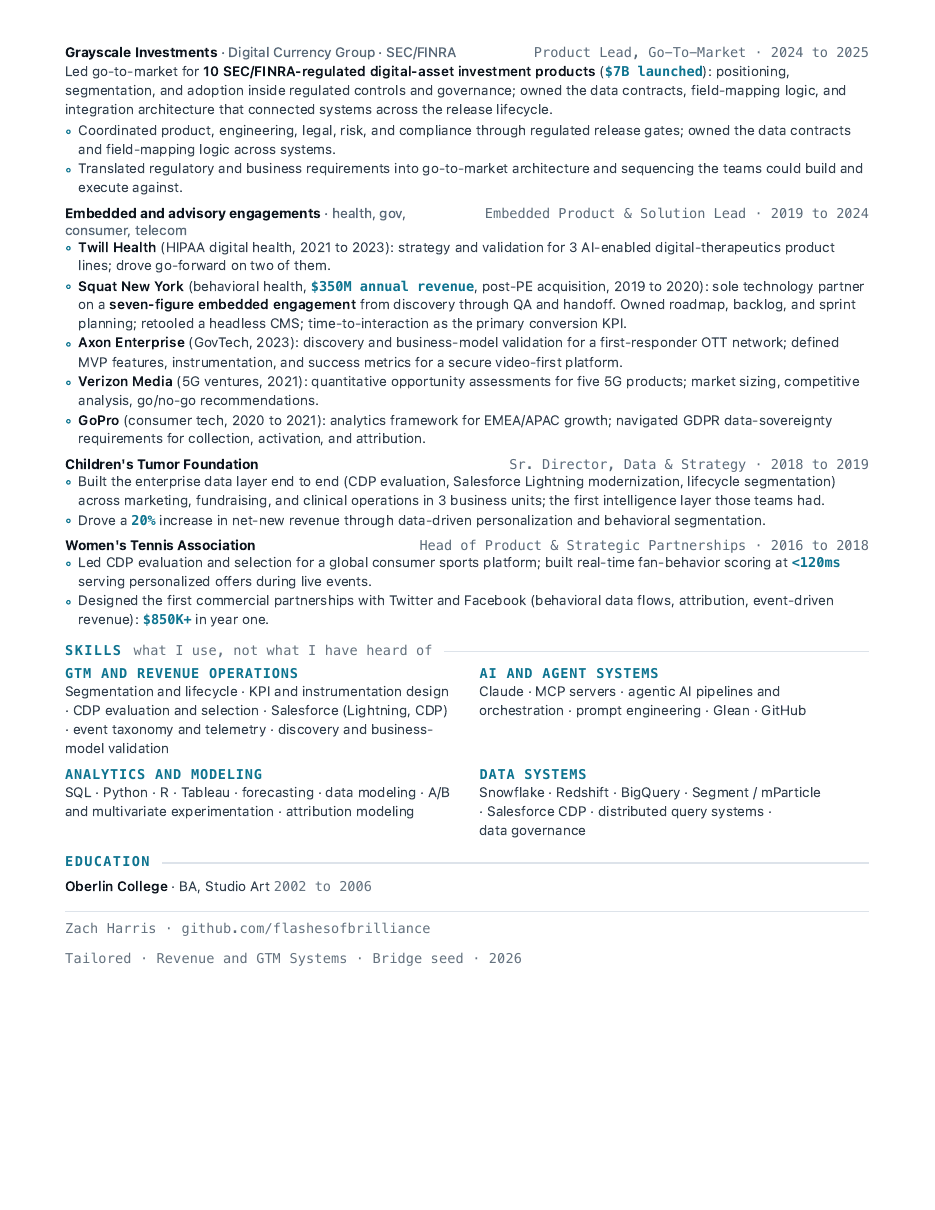 Grayscale Investments · Digital Currency Group · SEC/FINRA Product Lead, Go-To-Market · 2024 to 2025
Led go-to-market for 10 SEC/FINRA-regulated digital-asset investment products ($7B launched): positioning,
segmentation, and adoption inside regulated controls and governance; owned the data contracts, field-mapping logic, and
integration architecture that connected systems across the release lifecycle.
Coordinated product, engineering, legal, risk, and compliance through regulated release gates; owned the data contracts
and field-mapping logic across systems.
Translated regulatory and business requirements into go-to-market architecture and sequencing the teams could build and
execute against.
Embedded and advisory engagements · health, gov, Embedded Product & Solution Lead · 2019 to 2024
consumer, telecom
Twill Health (HIPAA digital health, 2021 to 2023): strategy and validation for 3 AI-enabled digital-therapeutics product
lines; drove go-forward on two of them.
Squat New York (behavioral health, $350M annual revenue, post-PE acquisition, 2019 to 2020): sole technology partner
on a seven-figure embedded engagement from discovery through QA and handoff. Owned roadmap, backlog, and sprint
planning; retooled a headless CMS; time-to-interaction as the primary conversion KPI.
Axon Enterprise (GovTech, 2023): discovery and business-model validation for a first-responder OTT network; defined
MVP features, instrumentation, and success metrics for a secure video-first platform.
Verizon Media (5G ventures, 2021): quantitative opportunity assessments for five 5G products; market sizing, competitive
analysis, go/no-go recommendations.
GoPro (consumer tech, 2020 to 2021): analytics framework for EMEA/APAC growth; navigated GDPR data-sovereignty
requirements for collection, activation, and attribution.
Children's Tumor Foundation Sr. Director, Data & Strategy · 2018 to 2019
Built the enterprise data layer end to end (CDP evaluation, Salesforce Lightning modernization, lifecycle segmentation)
across marketing, fundraising, and clinical operations in 3 business units; the first intelligence layer those teams had.
Drove a 20% increase in net-new revenue through data-driven personalization and behavioral segmentation.
Women's Tennis Association Head of Product & Strategic Partnerships · 2016 to 2018
Led CDP evaluation and selection for a global consumer sports platform; built real-time fan-behavior scoring at <120ms
serving personalized offers during live events.
Designed the first commercial partnerships with Twitter and Facebook (behavioral data flows, attribution, event-driven
revenue): $850K+ in year one.
SKILLS what I use, not what I have heard of
GTM AND REVENUE OPERATIONS
Segmentation and lifecycle · KPI and instrumentation design
· CDP evaluation and selection · Salesforce (Lightning, CDP)
· event taxonomy and telemetry · discovery and business-
model validation
AI AND AGENT SYSTEMS
Claude · MCP servers · agentic AI pipelines and
orchestration · prompt engineering · Glean · GitHub
ANALYTICS AND MODELING
SQL · Python · R · Tableau · forecasting · data modeling · A/B
and multivariate experimentation · attribution modeling
DATA SYSTEMS
Snowflake · Redshift · BigQuery · Segment / mParticle
· Salesforce CDP · distributed query systems ·
data governance
EDUCATION
Oberlin College · BA, Studio Art 2002 to 2006
Zach Harris · github.com/flashesofbrilliance
Tailored · Revenue and GTM Systems · Bridge seed · 2026